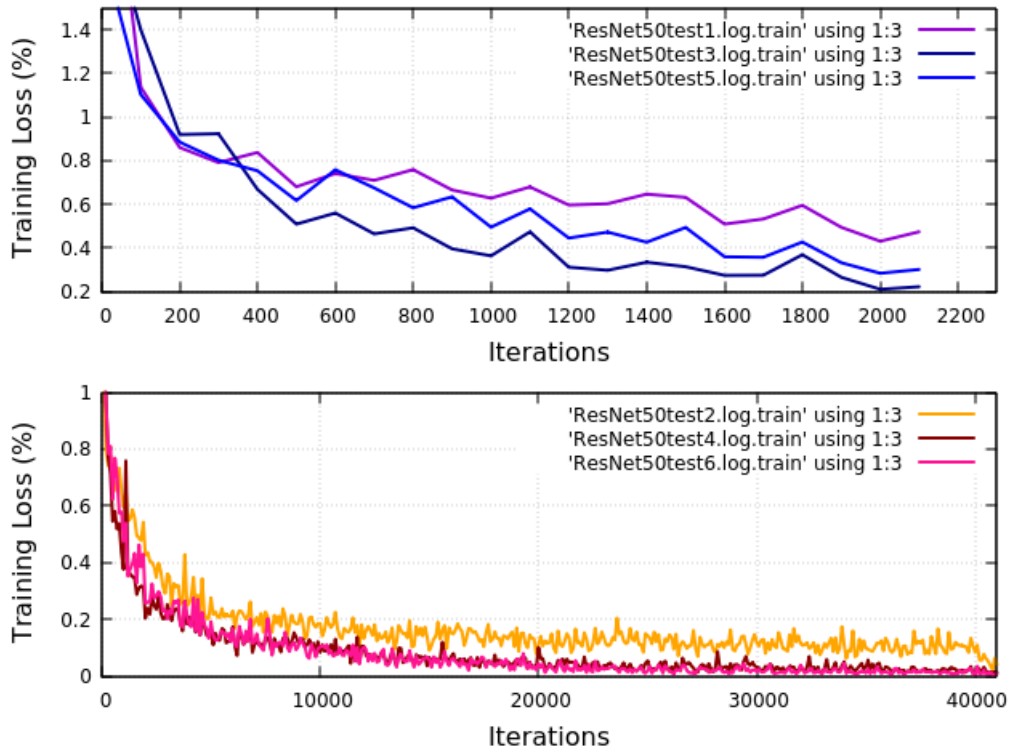 Training Loss (%)
1.4
1.2
1
0.8
0.6
0.4
0.2
'ResNet50test1.log.train' using 1:3
'ResNet50test3.log.train' using 1:3
'ResNet50test5.log.train' using 1:3
0 200 400 600 800 1000 1200 1400 1600 1800 2000 2200
Iterations
Training Loss (%)
1
0.8
0.6
0.4
0.2
0
'ResNet50test2.log.train' using 1:3
'ResNet50test4.log.train' using 1:3
'ResNet50test6.log.train' using 1:3
0 10000 20000 30000 40000
Iterations